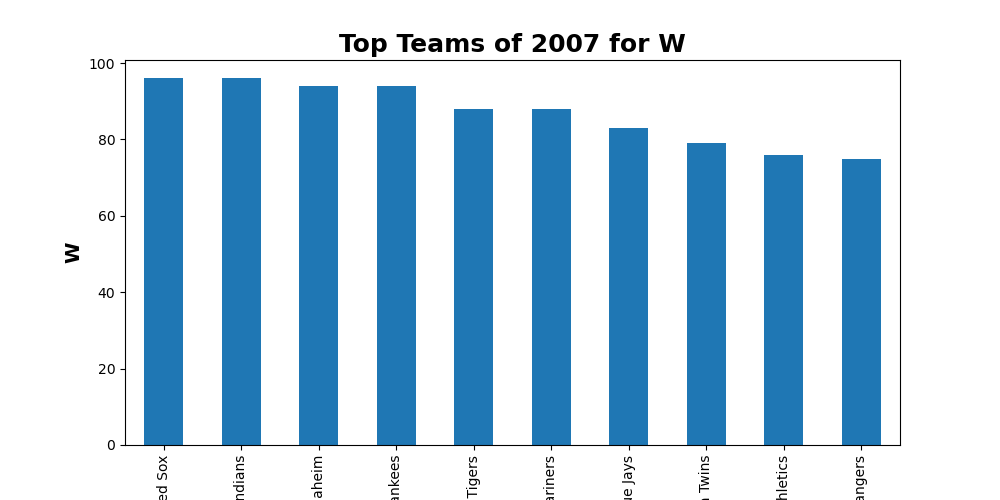 Top Teams of 2007 for W
W
100
80
60
40
20
0
ed Sox
ndians
aheim
ankees
Tigers
ariners
ue Jays
Twins
thletics
angers